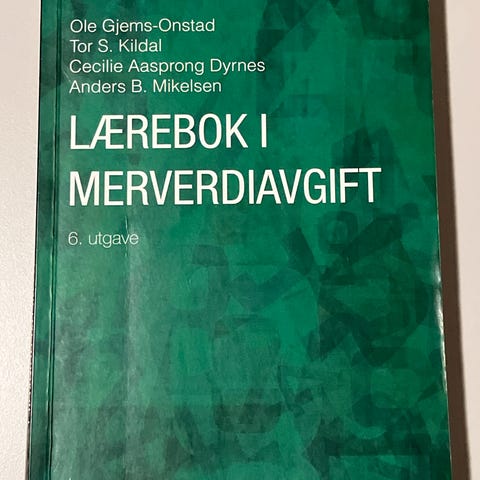 Ole Gjems-Onstad
Tor S. Kildal
Cecilie Aasprong Dyrnes
Anders B. Mikelsen
LÆREBOK I
MERVERDIAVGIFT
6. utgave